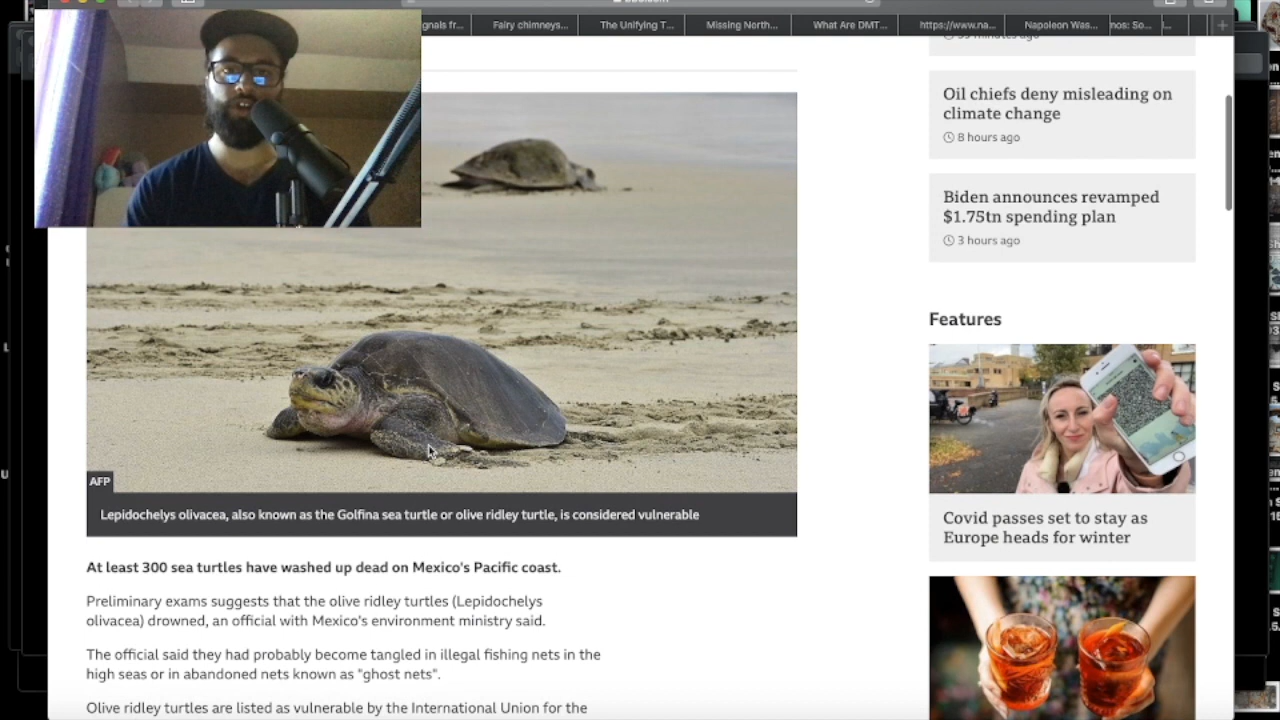 gnals fr...
Fairy chimneys...
The Unifying T...
Missing North...
What Are DMT...
https://www.na...
Napoleon Was...
nos: So...
Oil chiefs deny misleading on
climate change
8 hours ago
Biden announces revamped
$1.75tn spending plan
3 hours ago
Features
Covid passes set to stay as
Europe heads for winter
AFP
Lepidochelys olivacea, also known as the Golfina sea turtle or olive ridley turtle, is considered vulnerable
At least 300 sea turtles have washed up dead on Mexico's Pacific coast.
Preliminary exams suggests that the olive ridley turtles (Lepidochelys
olivacea) drowned, an official with Mexico's environment ministry said.
The official said they had probably become tangled in illegal fishing nets in the
high seas or in abandoned nets known as "ghost nets".
Olive ridley turtles are listed as vulnerable by the International Union for the